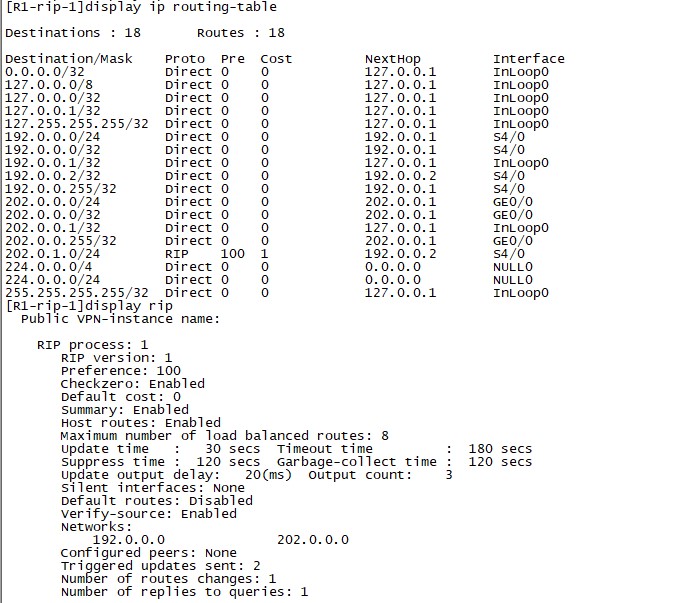 [R1-rip-1]display ip routing-table
Destinations : 18 Routes : 18
Destination/Mask Proto Pre Cost NextHop Interface
0.0.0.0/32 Direct 0 0 127.0.0.1 InLoop0
127.0.0.0/8 Direct 0 0 127.0.0.1 InLoop0
127.0.0.0/32 Direct 0 0 127.0.0.1 InLoop0
127.0.0.1/32 Direct 0 0 127.0.0.1 InLoop0
127.255.255.255/32 Direct 0 0 127.0.0.1 InLoop0
192.0.0.0/24 Direct 0 0 192.0.0.1 S4/0
192.0.0.0/32 Direct 0 0 192.0.0.1 S4/0
192.0.0.1/32 Direct 0 0 127.0.0.1 InLoop0
192.0.0.2/32 Direct 0 0 192.0.0.2 S4/0
192.0.0.255/32 Direct 0 0 192.0.0.1 S4/0
202.0.0.0/24 Direct 0 0 202.0.0.1 GE0/0
202.0.0.0/32 Direct 0 0 202.0.0.1 GE0/0
202.0.0.1/32 Direct 0 0 127.0.0.1 InLoop0
202.0.0.255/32 Direct 0 0 202.0.0.1 GE0/0
202.0.1.0/24 RIP 100 1 192.0.0.2 S4/0
224.0.0.0/4 Direct 0 0 0.0.0.0 NULL0
224.0.0.0/24 Direct 0 0 0.0.0.0 NULL0
255.255.255.255/32 Direct 0 0 127.0.0.1 InLoop0
[R1-rip-1]display rip
Public VPN-instance name:
RIP process: 1
RIP version: 1
Preference: 100
Checkzero: Enabled
Default cost: 0
Summary: Enabled
Host routes: Enabled
Maximum number of load balanced routes: 8
Update time : 30 secs Timeout time : 180 secs
Suppress time : 120 secs Garbage-collect time : 120 secs
Update output delay: 20(ms) Output count: 3
Silent interfaces: None
Default routes: Disabled
Verify-source: Enabled
Networks:
192.0.0.0 202.0.0.0
Configured peers: None
Triggered updates sent: 2
Number of routes changes: 1
Number of replies to queries: 1